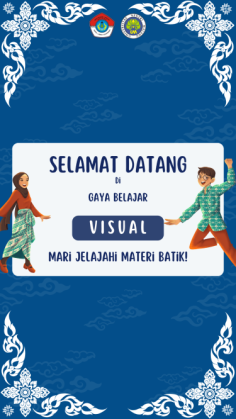 SELAMAT DATANG
DI
GAYA BELAJAR
VISUAL
MARI JELAJAHI MATERI BATIK!